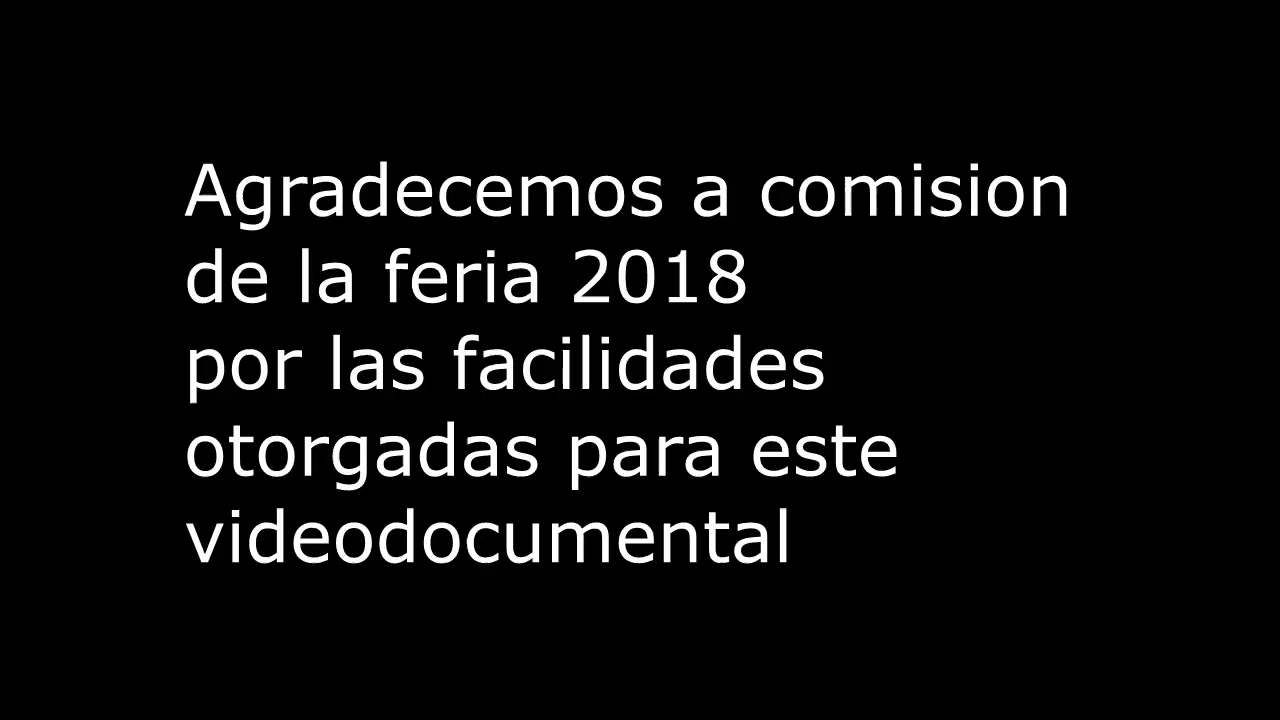 Agradecemos a comision
de la feria 2018
por las facilidades
otorgadas para este
videodocumental